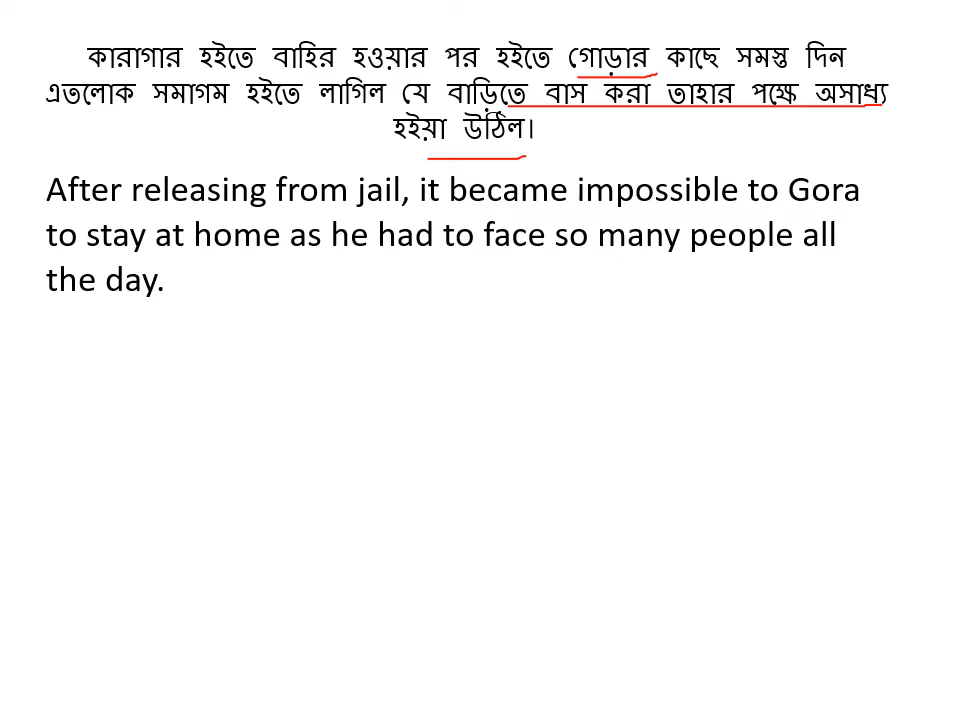 কারাগার হইতে বাহির হওয়ার পর হইতে গোড়ার কাছে সমস্ত দিন
এতলোক সমাগম হইতে লাগিল যে বাড়িতে বাস করা তাহার পক্ষে অসাধ্য
হইয়া উঠিল।
After releasing from jail, it became impossible to Gora
to stay at home as he had to face so many people all
the day.